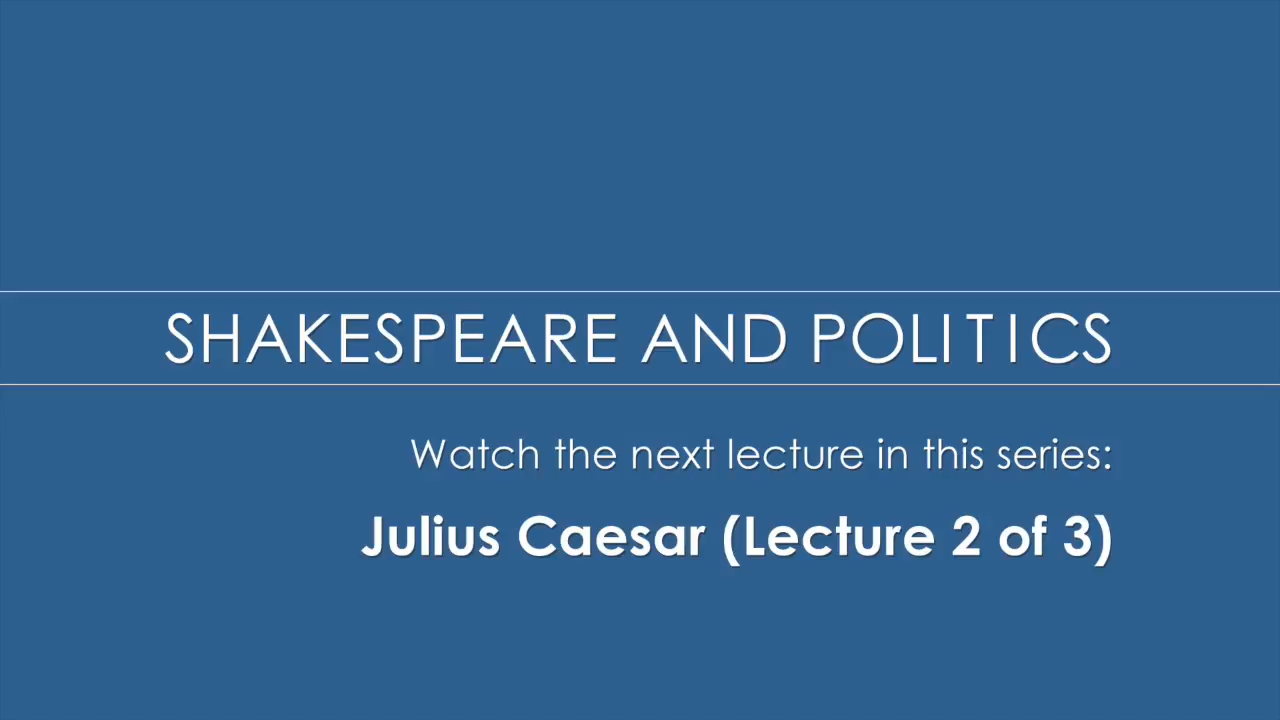 SHAKESPEARE AND POLITICS
Watch the next lecture in this series:
Julius Caesar (Lecture 2 of 3)